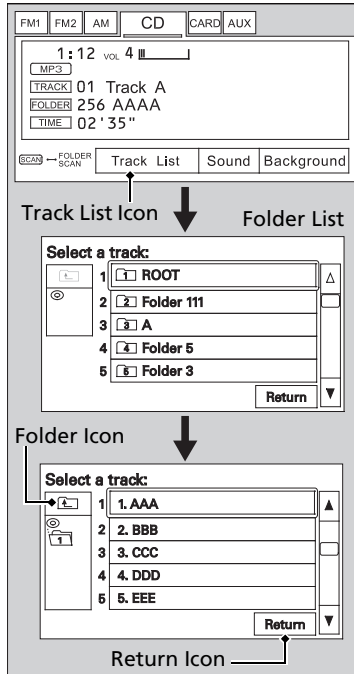 FM1 FM2 AM CD CARD AUX
1:12 VOL 4
MP3
TRACK 01 Track A
FOLDER 256 AAAA
TIME 02'35"
SCAN ↔ FOLDER SCAN Track List Sound Background
Track List Icon
Folder List
Select a track:
1 1 ROOT
2 2 Folder 111
3 3 A
4 4 Folder 5
5 5 Folder 3
Return
Folder Icon
Select a track:
1 1. AAA
1 2 2. BBB
3 3. CCC
4 4. DDD
5 5. EEE
Return
Return Icon